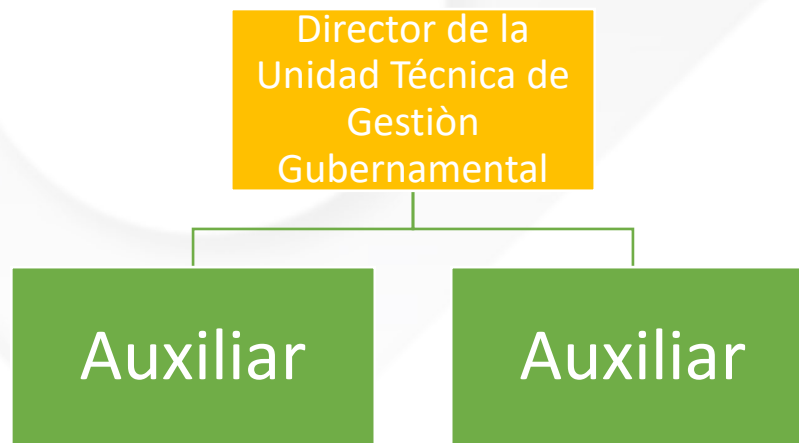 Director de la
Unidad Técnica de
Gestiòn
Gubernamental
Auxiliar
Auxiliar